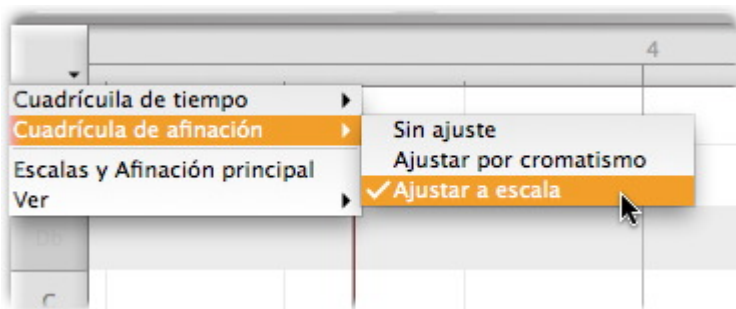 4
Cuadrícuila de tiempo
Cuadrícula de afinación
Sin ajuste
Ajustar por cromatismo
Escalas y Afinación principal
✓Ajustar a escala
Ver
Db
C